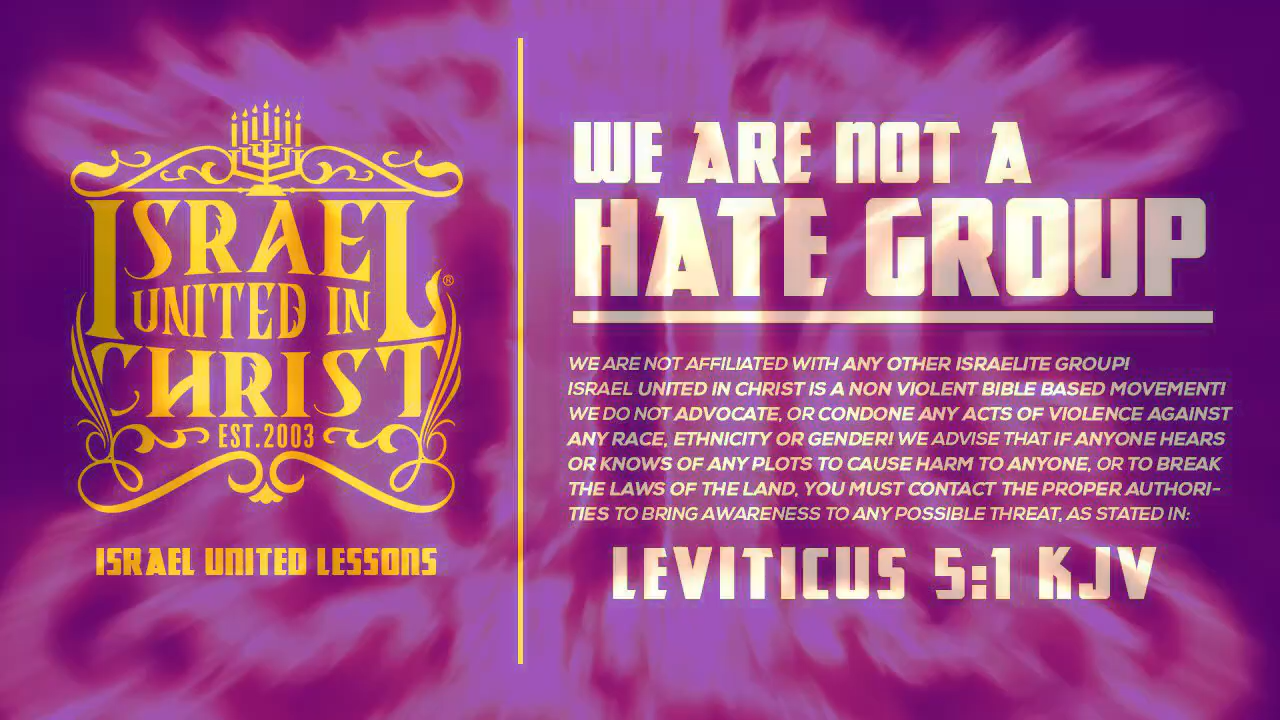 ISRAEL
UNITED IN
CHRIST
EST.2003
®
ISRAEL UNITED LESSONS
WE ARE NOT A
HATE GROUP
WE ARE NOT AFFILIATED WITH ANY OTHER ISRAELITE GROUP!
ISRAEL UNITED IN CHRIST IS A NON VIOLENT BIBLE BASED MOVEMENT!
WE DO NOT ADVOCATE, OR CONDONE ANY ACTS OF VIOLENCE AGAINST
ANY RACE, ETHNICITY OR GENDER! WE ADVISE THAT IF ANYONE HEARS
OR KNOWS OF ANY PLOTS TO CAUSE HARM TO ANYONE, OR TO BREAK
THE LAWS OF THE LAND, YOU MUST CONTACT THE PROPER AUTHORI-
TIES TO BRING AWARENESS TO ANY POSSIBLE THREAT, AS STATED IN:
LEVITICUS 5:1 KJV